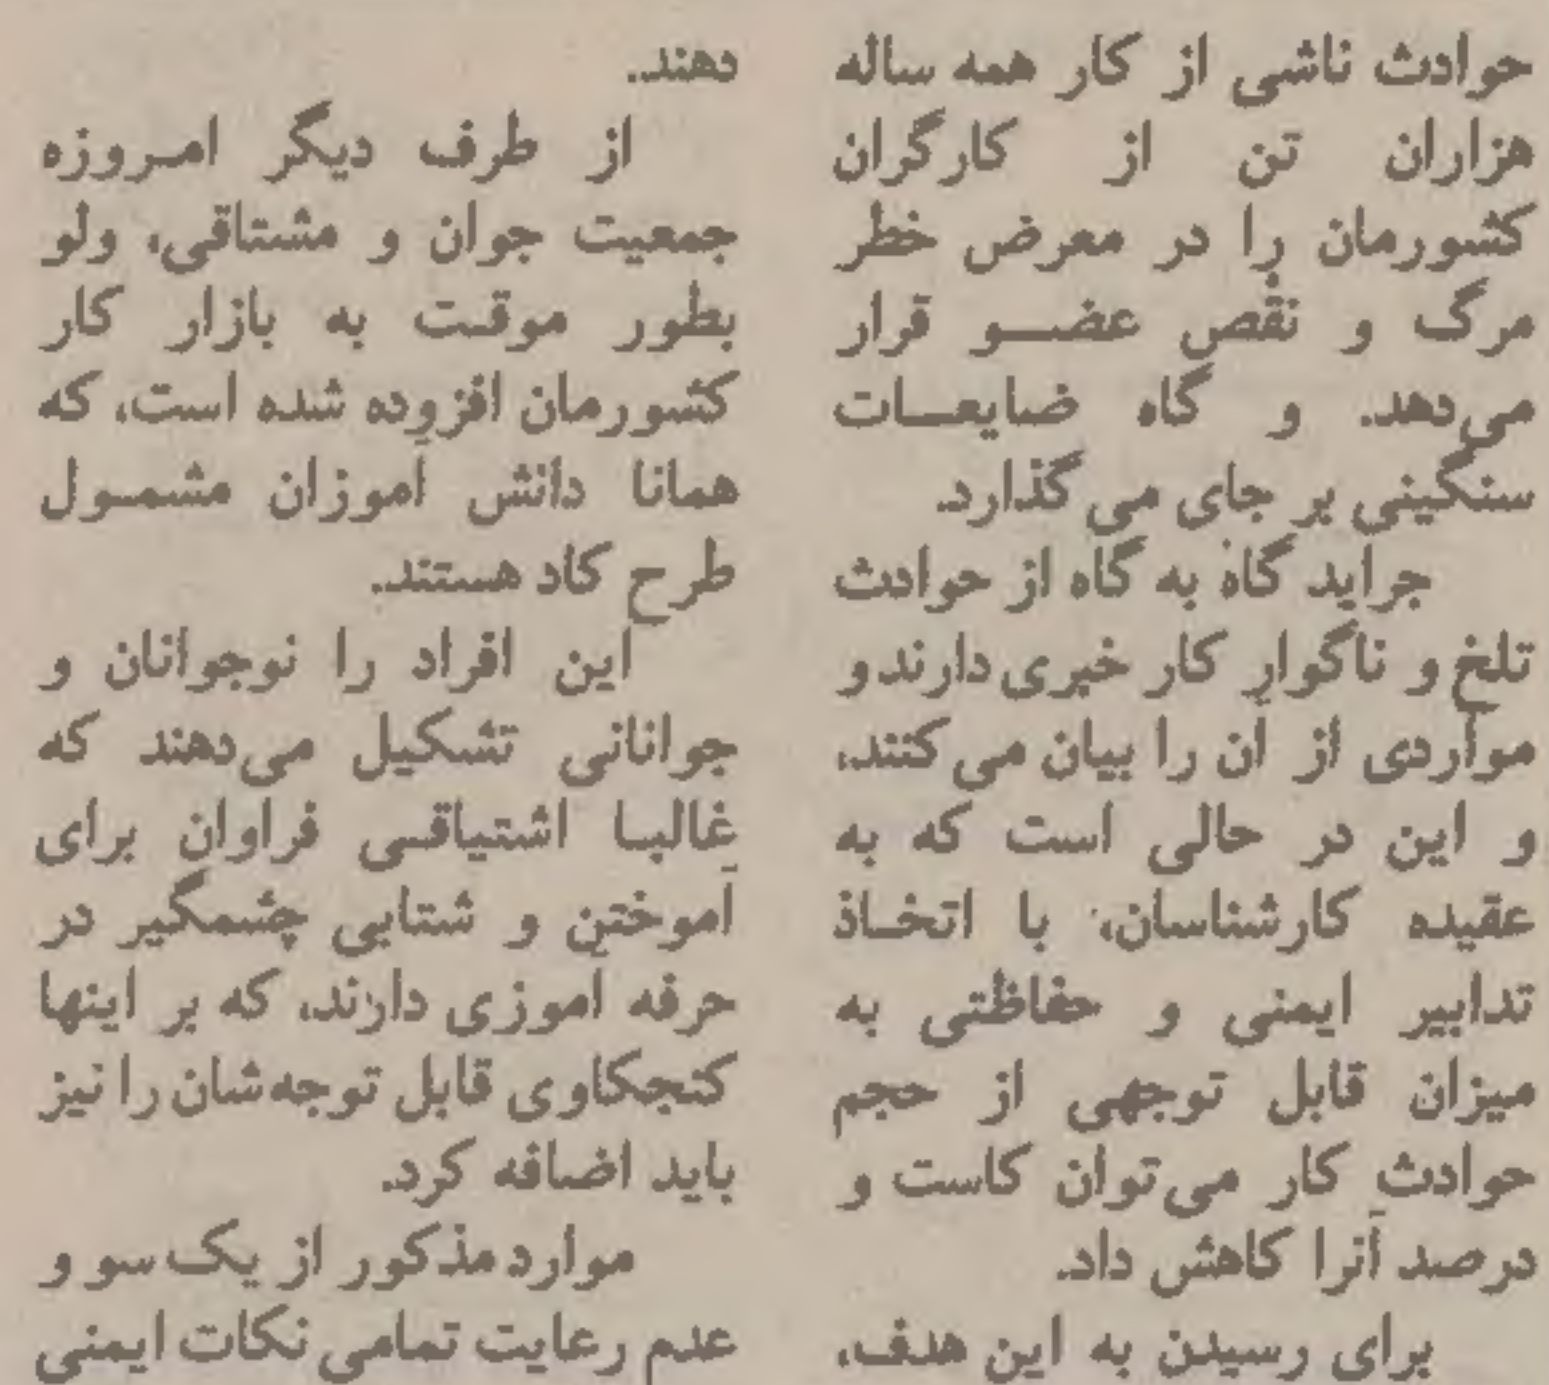 حوادث ناشی از کار همه ساله
هزاران تن از کارگران
کشورمان را در معرض خطر
مرگ و نقص عضو قرار
می‌دهد. و گاه ضایعات
سنگینی بر جای می گذارد.
جراید گاه به گاه از حوادث
تلخ و ناگوار کار خبری دارند و
مواردی از آن را بیان می کنند،
و این در حالی است که به
عقیده کارشناسان، با اتخاذ
تدابیر ایمنی و حفاظتی به
میزان قابل توجهی از حجم
حوادث کار می توان کاست و
درصد آنرا کاهش داد.
برای رسیدن به این هدف،
دهند.
از طرف دیگر امروزه
جمعیت جوان و مشتاقی، ولو
بطور موقت به بازار کار
کشورمان افزوده شده است، که
همانا دانش آموزان مشمول
طرح کاد هستند.
این افراد را نوجوانان و
جوانانی تشکیل می‌دهند که
غالبا اشتیاقی فراوان برای
آموختن و شتابی چشمگیر در
حرفه آموزی دارند، که بر اینها
کنجکاوی قابل توجه‌شان را نیز
باید اضافه کرد.
موارد مذکور از یک سو و
عدم رعایت تمامی نکات ایمنی